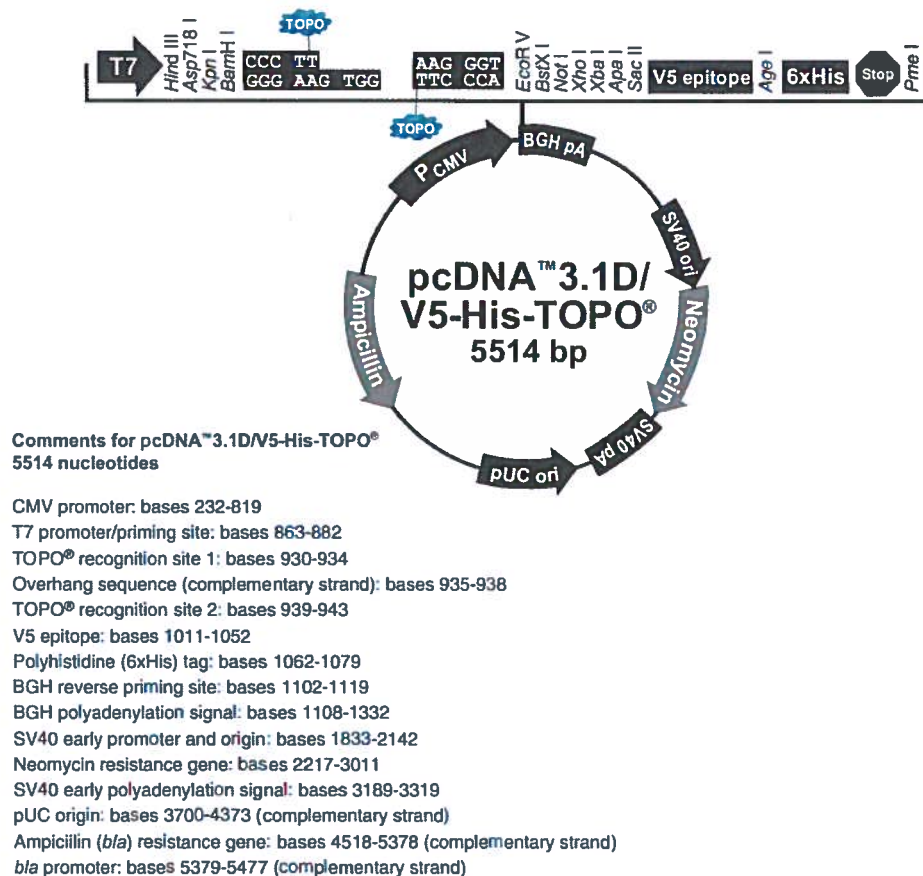 TOPO
T7
Hind III
Asp718 I
Kpn I
BamH I
CCC TT
GGG AAG TGG
AAG GGT
TTC CCA
TOPO
EcoR V
BstX I
Not I
Xho I
Xba I
Apa I
Sac II
V5 epitope
Age I
6xHis
Stop
Pme I
PCMV
BGH pA
SV40 ori
Neomycin
SV40 pA
pUC ori
Ampicillin
pcDNA™3.1D/
V5-His-TOPO®
5514 bp
Comments for pcDNA™3.1D/V5-His-TOPO®
5514 nucleotides
CMV promoter: bases 232-819
T7 promoter/priming site: bases 863-882
TOPO® recognition site 1: bases 930-934
Overhang sequence (complementary strand): bases 935-938
TOPO® recognition site 2: bases 939-943
V5 epitope: bases 1011-1052
Polyhistidine (6xHis) tag: bases 1062-1079
BGH reverse priming site: bases 1102-1119
BGH polyadenylation signal: bases 1108-1332
SV40 early promoter and origin: bases 1833-2142
Neomycin resistance gene: bases 2217-3011
SV40 early polyadenylation signal: bases 3189-3319
pUC origin: bases 3700-4373 (complementary strand)
Ampicillin (bla) resistance gene: bases 4518-5378 (complementary strand)
bla promoter: bases 5379-5477 (complementary strand)